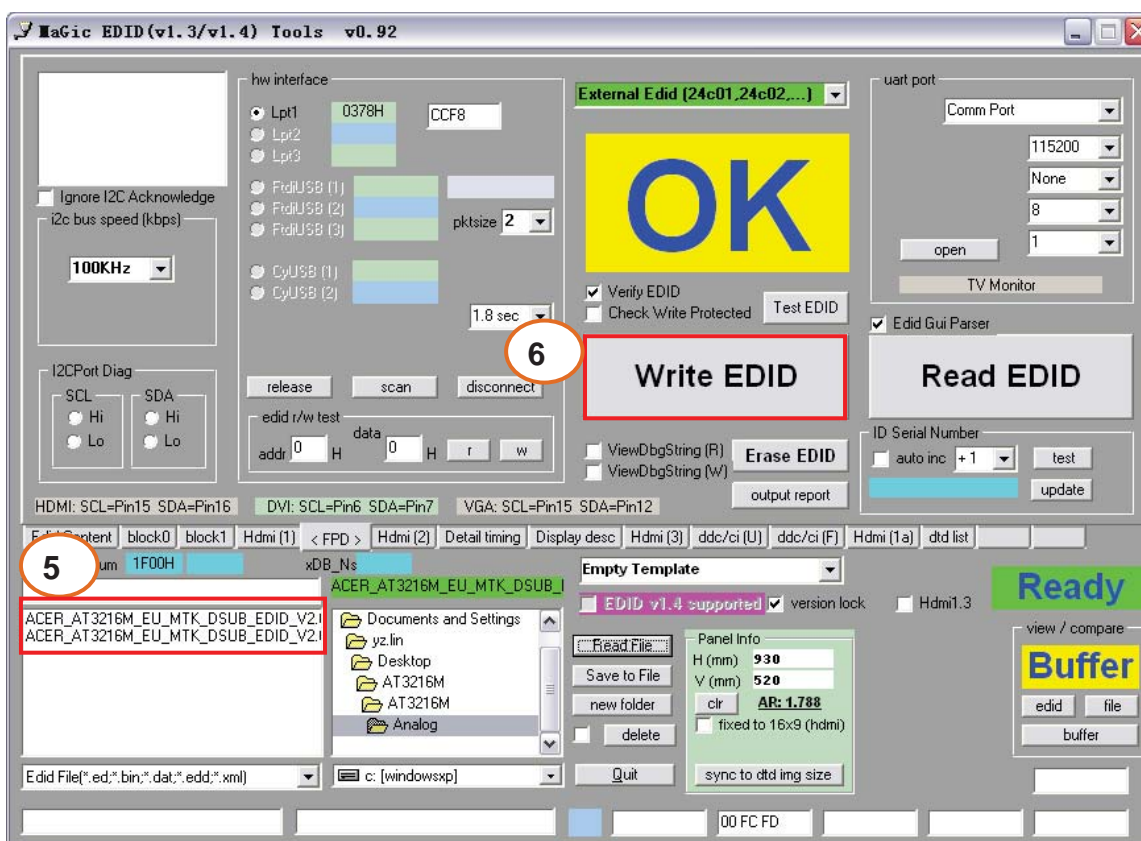 MaGic EDID(v1.3/v1.4) Tools v0.92
Ignore I2C Acknowledge
i2c bus speed (kbps)
100KHz
I2CPort Diag
SCL SDA
Hi Hi
Lo Lo
hw interface
Lpt1 0378H CCF8
Lpt2
Lpt3
FtdiUSB (1)
FtdiUSB (2)
FtdiUSB (3)
pktsize 2
CyUSB (1)
CyUSB (2)
1.8 sec
release scan disconnect
edid r/w test
addr 0 H data 0 H r w
External Edid (24c01,24c02,...)
OK
Verify EDID
Check Write Protected
Test EDID
6
Write EDID
ViewDbgString (R)
ViewDbgString (W)
Erase EDID
output report
uart port
Comm Port
115200
None
8
1
open
TV Monitor
Edid Gui Parser
Read EDID
ID Serial Number
auto inc +1 test
update
HDMI: SCL=Pin15 SDA=Pin16 DVI: SCL=Pin6 SDA=Pin7 VGA: SCL=Pin15 SDA=Pin12
block0 block1 Hdmi (1) < FPD > Hdmi (2) Detail timing Display desc Hdmi (3) ddc/ci (U) ddc/ci (F) Hdmi (1a) dtd list
5
1F00H xDB_Ns
ACER_AT3216M_EU_MTK_DSUB_EDID_V2.
ACER_AT3216M_EU_MTK_DSUB_EDID_V2.
Edid File(*.ed;*.bin;*.dat;*.edd;*.xml)
ACER_AT3216M_EU_MTK_DSUB_
Documents and Settings
yz.lin
Desktop
AT3216M
AT3216M
Analog
c: [windowsxp]
Empty Template
EDID v1.4 supported version lock Hdmi1.3
Read File
Save to File
new folder
delete
Quit
Panel Info
H (mm) 930
V (mm) 520
clr AR: 1.788
fixed to 16x9 (hdmi)
sync to dtd img size
Ready
view / compare
Buffer
edid file
buffer
00 FC FD